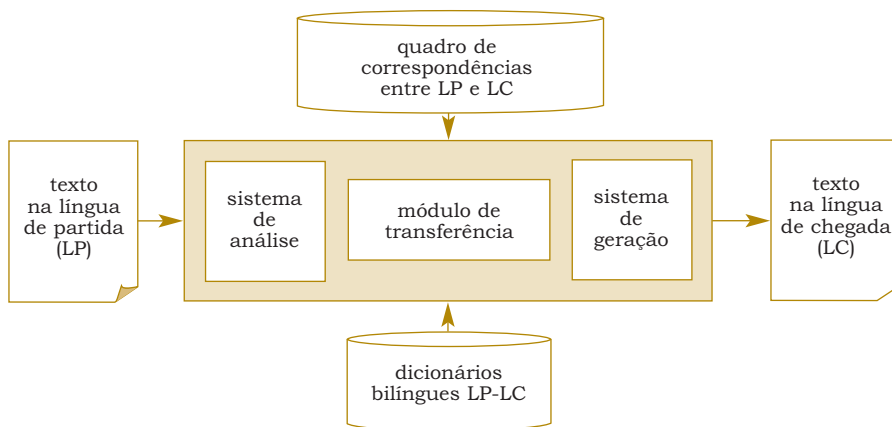 quadro de
correspondências
entre LP e LC
texto
na língua
de partida
(LP)
sistema
de
análise
módulo de
transferência
sistema
de
geração
texto
na língua
de chegada
(LC)
dicionários
bilíngues LP-LC